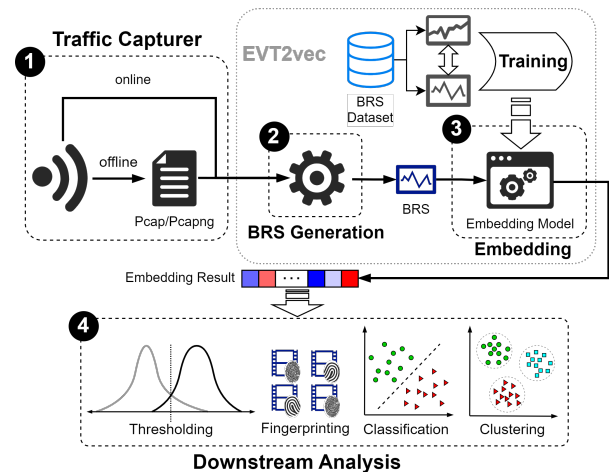 Traffic Capturer
1
online
offline
Pcap/Pcapng
EVT2vec
BRS
Dataset
Training
2
BRS Generation
BRS
3
Embedding Model
Embedding
Embedding Result
4
Thresholding
Fingerprinting
Classification
Clustering
Downstream Analysis